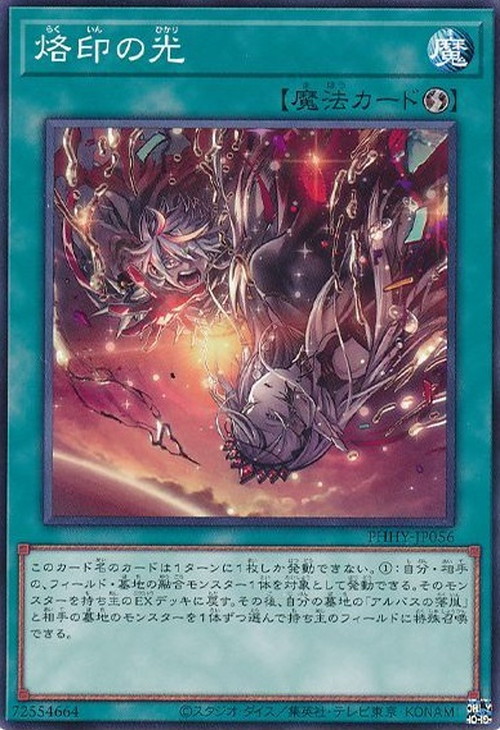 烙印の光
魔
【魔法カード】
PHHY-JP056
このカード名のカードは1ターンに1枚しか発動できない。①：自分・相手
の、フィールド・墓地の融合モンスター1体を対象として発動できる。そのモン
スターを持ち主のEXデッキに戻す。その後、自分の墓地の「アルバスの落胤」
と相手の墓地のモンスターを1体ずつ選んで持ち主のフィールドに特殊召喚
できる。
72554664 ©スタジオ・ダイス／集英社・テレビ東京・KONAMI